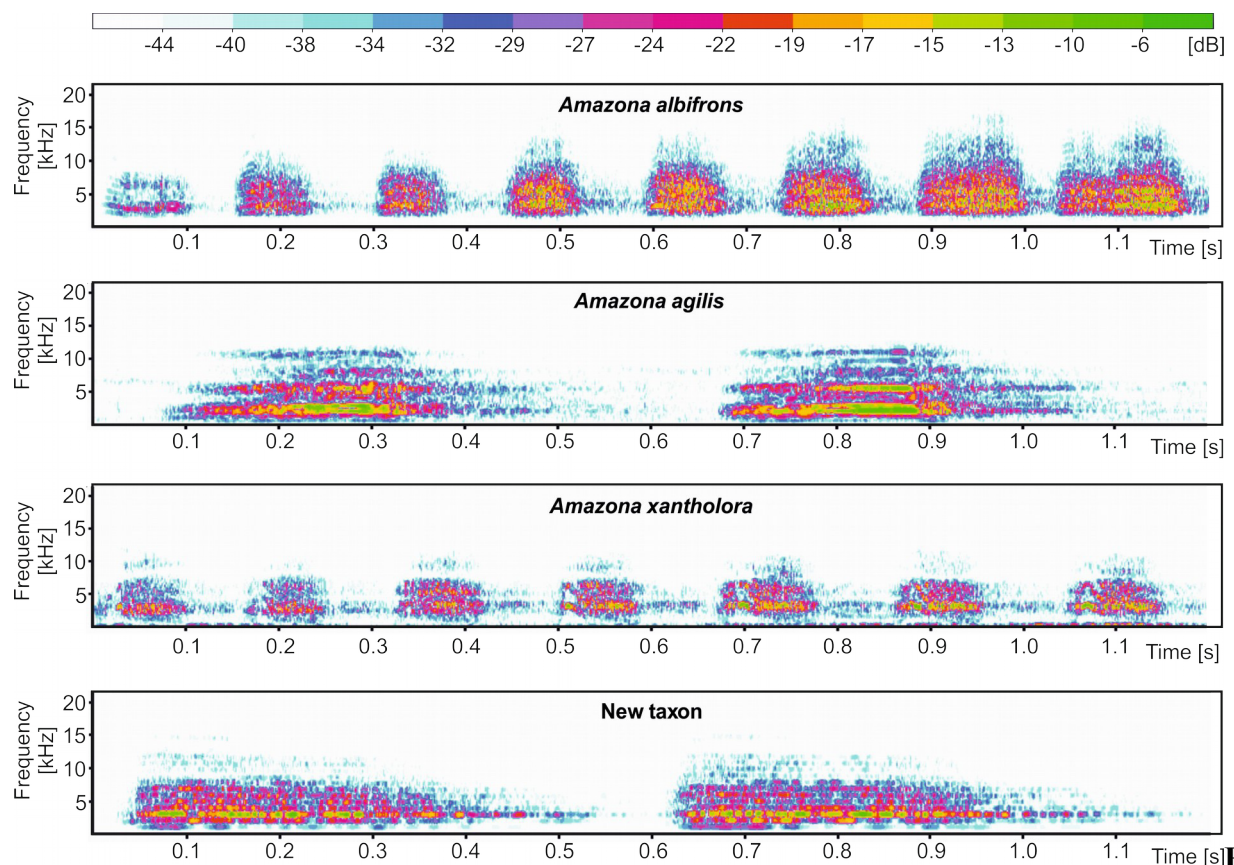 -44 -40 -38 -34 -32 -29 -27 -24 -22 -19 -17 -15 -13 -10 -6 [dB]
Amazona albifrons
Frequency
[kHz]
20
15
10
5
0.1 0.2 0.3 0.4 0.5 0.6 0.7 0.8 0.9 1.0 1.1 Time [s]
Amazona agilis
Frequency
[kHz]
20
15
10
5
0.1 0.2 0.3 0.4 0.5 0.6 0.7 0.8 0.9 1.0 1.1 Time [s]
Amazona xantholora
Frequency
[kHz]
20
15
10
5
0.1 0.2 0.3 0.4 0.5 0.6 0.7 0.8 0.9 1.0 1.1 Time [s]
New taxon
Frequency
[kHz]
20
15
10
5
0.1 0.2 0.3 0.4 0.5 0.6 0.7 0.8 0.9 1.0 1.1 Time [s]